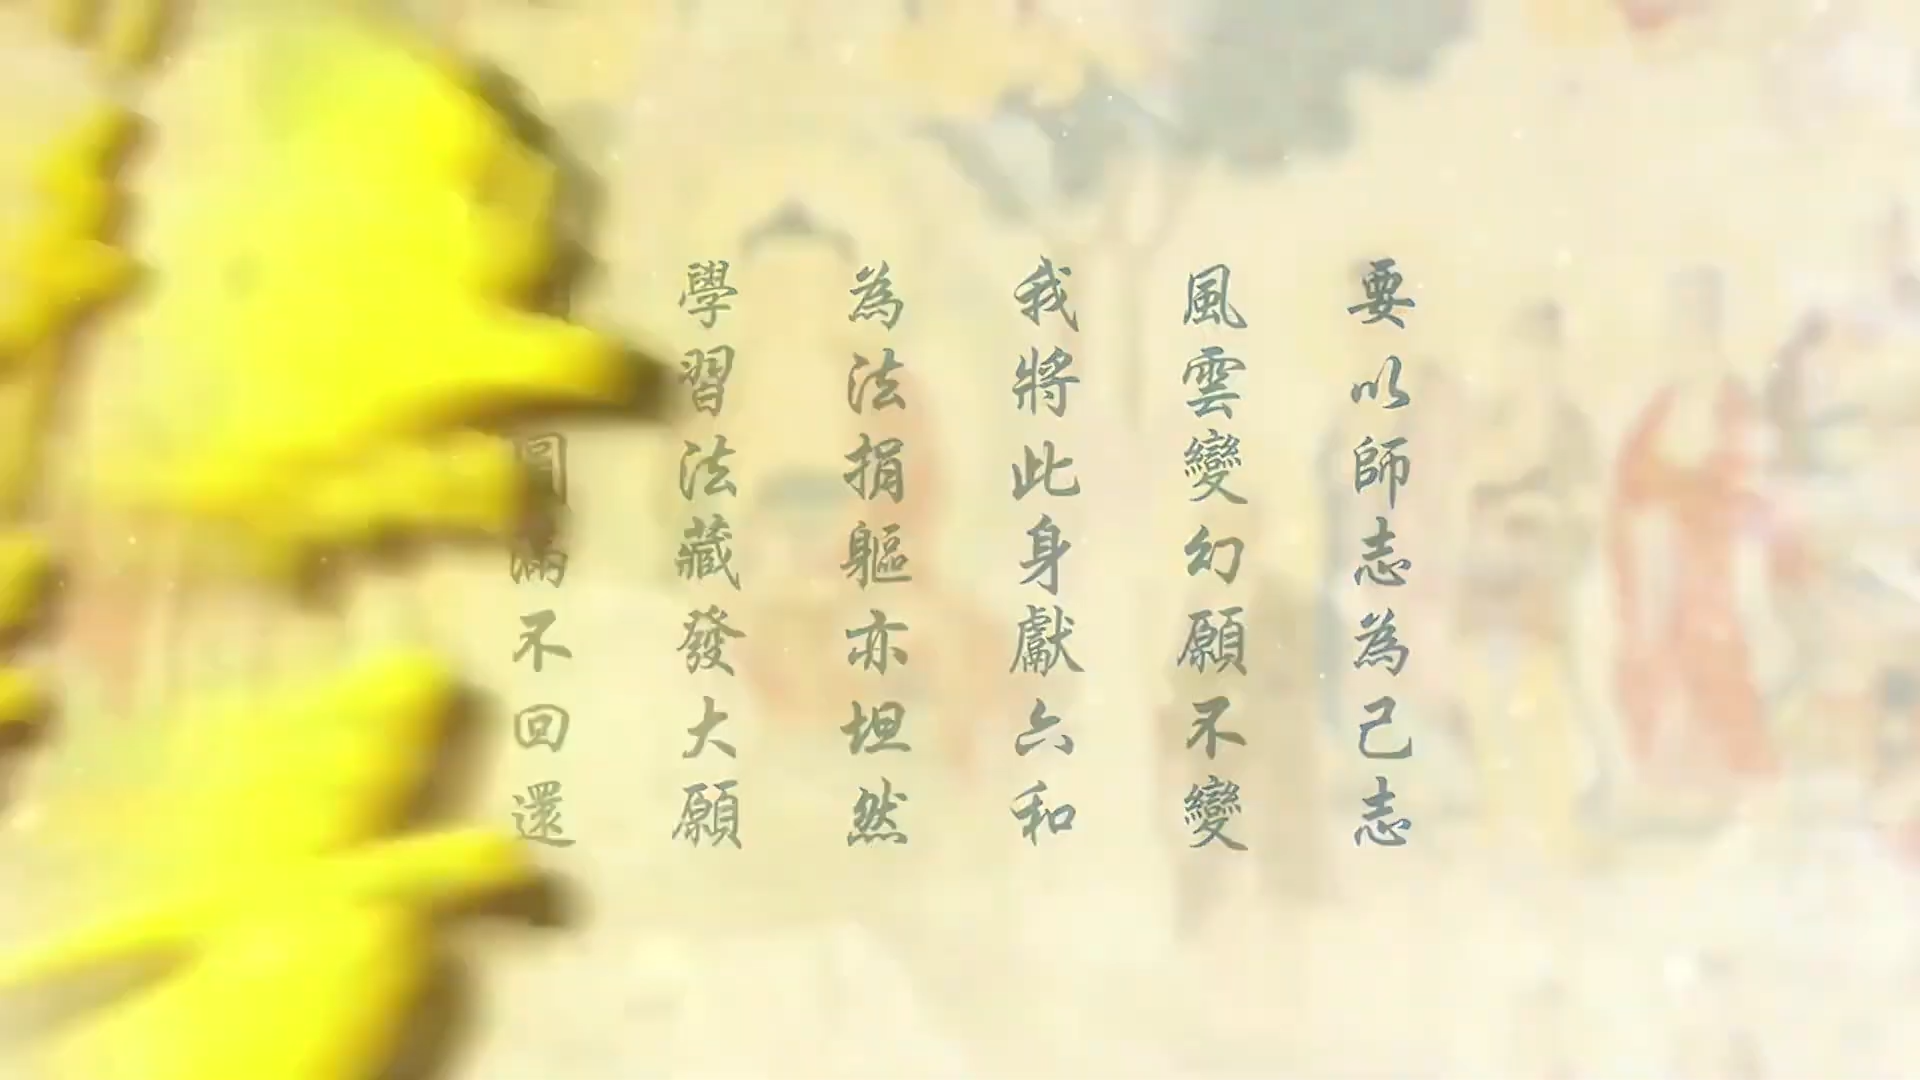 要以師志為己志
風雲變幻願不變
我將此身獻六和
為法捐軀亦坦然
學習法藏發大願
圓滿不回還